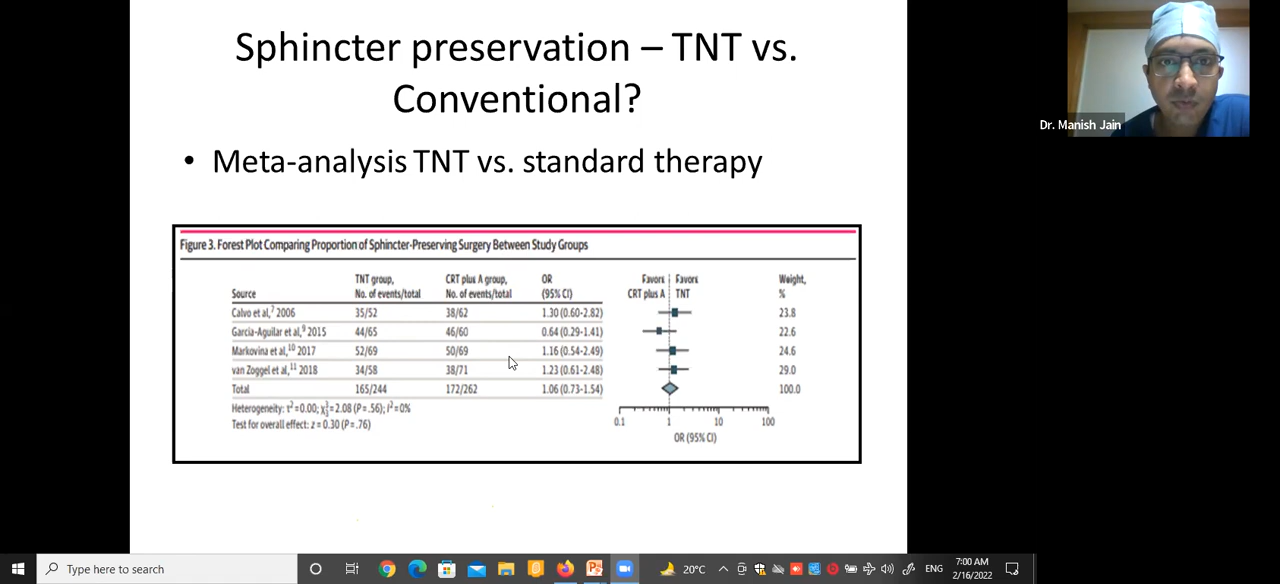 Sphincter preservation – TNT vs.
Conventional?
• Meta-analysis TNT vs. standard therapy
Figure 3. Forest Plot Comparing Proportion of Sphincter-Preserving Surgery Between Study Groups
TNT group, CRT plus A group, OR Favors Favors Weight,
Source No. of events/total No. of events/total (95% CI) CRT plus A TNT %
Calvo et al,7 2006 35/52 38/62 1.30 (0.60-2.82) 23.8
Garcia-Aguilar et al,9 2015 44/65 46/60 0.64 (0.29-1.41) 22.6
Markovina et al,10 2017 52/69 50/69 1.16 (0.54-2.49) 24.6
van Zoggel et al,11 2018 34/58 38/71 1.23 (0.61-2.48) 29.0
Total 165/244 172/262 1.06 (0.73-1.54) 100.0
Heterogeneity: τ2=0.00; χ23=2.08 (P=.56); I2=0%
Test for overall effect: z=0.30 (P=.76)
0.1 1 10 100
OR (95% CI)
Dr. Manish Jain
Type here to search
20°C
ENG
7:00 AM
2/16/2022